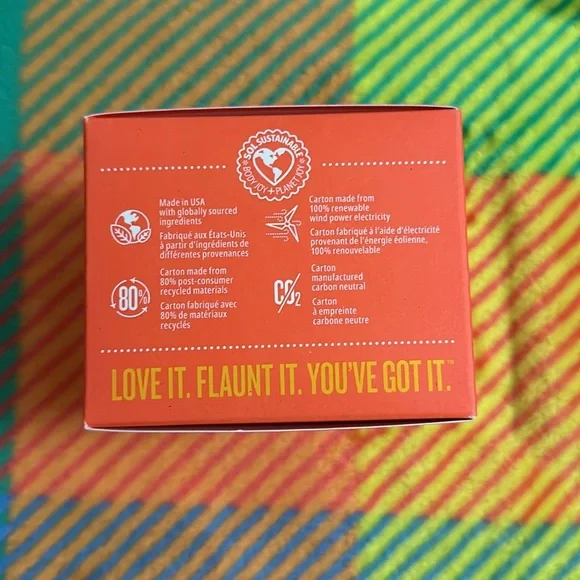 SOL SUSTAINABLE
BODY JOY + PLANET JOY
Made in USA
with globally sourced
ingredients
Fabriqué aux États-Unis
à partir d'ingrédients de
différentes provenances
Carton made from
100% renewable
wind power electricity
Carton fabriqué à l'aide d'électricité
provenant de l'énergie éolienne,
100% renouvelable
80%
Carton made from
80% post-consumer
recycled materials
Carton fabriqué avec
80% de matériaux
recyclés
CO2
Carton
manufactured
carbon neutral
Carton
à empreinte
carbone neutre
LOVE IT. FLAUNT IT. YOU'VE GOT IT.™